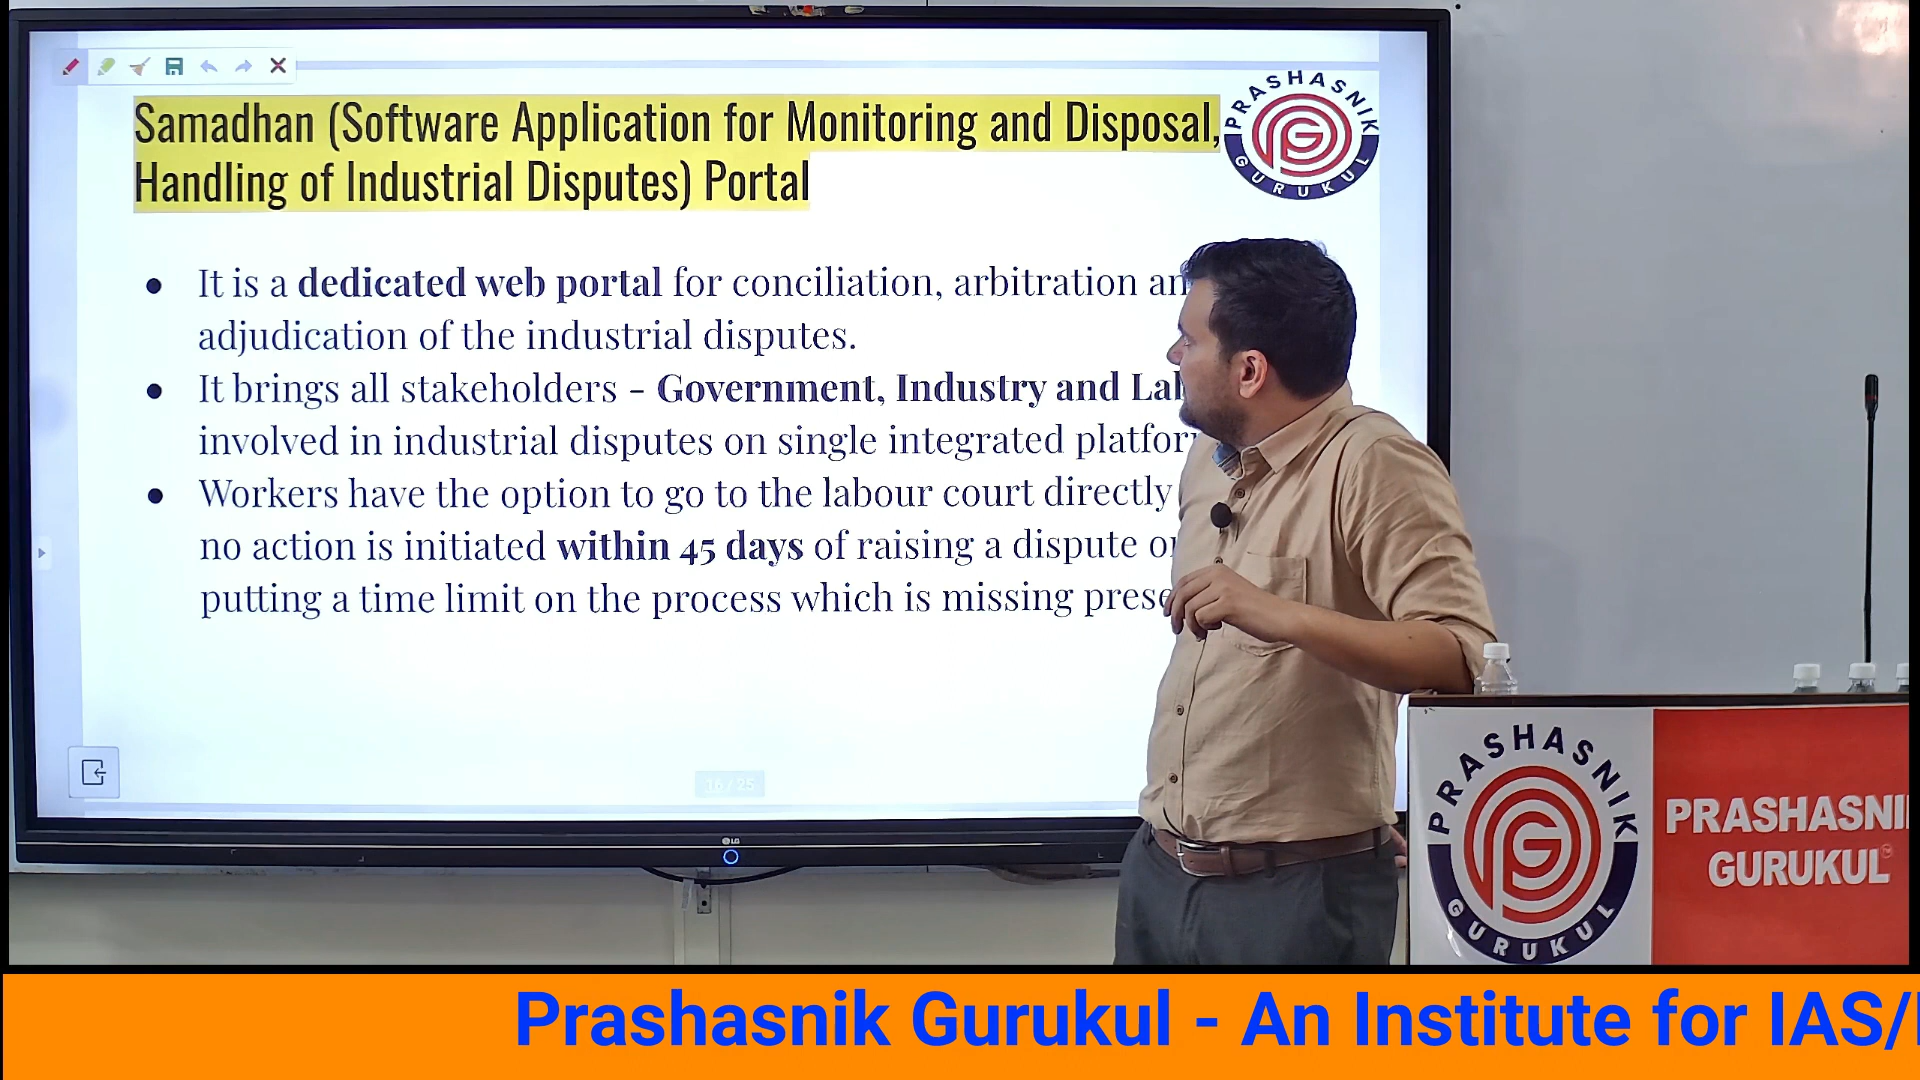 Samadhan (Software Application for Monitoring and Disposal,
Handling of Industrial Disputes) Portal
PRASHASNIK
GURUKUL
● It is a dedicated web portal for conciliation, arbitration an
adjudication of the industrial disputes.
● It brings all stakeholders - Government, Industry and La
involved in industrial disputes on single integrated platfor
● Workers have the option to go to the labour court directly
no action is initiated within 45 days of raising a dispute o
putting a time limit on the process which is missing prese
16 / 25
LG
PRASHASNIK
GURUKUL
PRASHASNI
GURUKUL
Prashasnik Gurukul - An Institute for IAS/